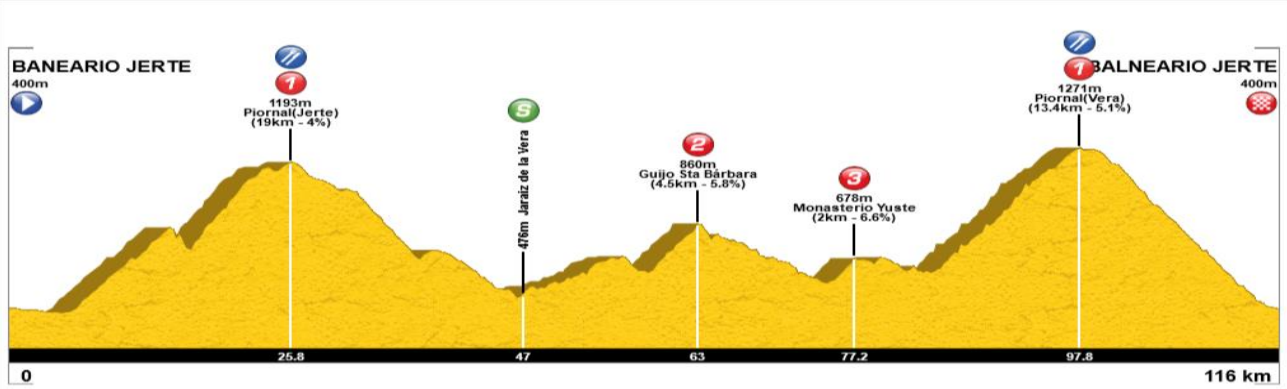 BANEARIO JERTE
400m
1
1193m
Piornal(Jerte)
(19km - 4%)
S
476m Jaraiz de la Vera
2
860m
Guijo Sta Bárbara
(4.5km - 5.8%)
3
678m
Monasterio Yuste
(2km - 6.6%)
1
1271m
Piornal(Vera)
(13.4km - 5.1%)
BALNEARIO JERTE
400m
25.8
47
63
77.2
97.8
0
116 km